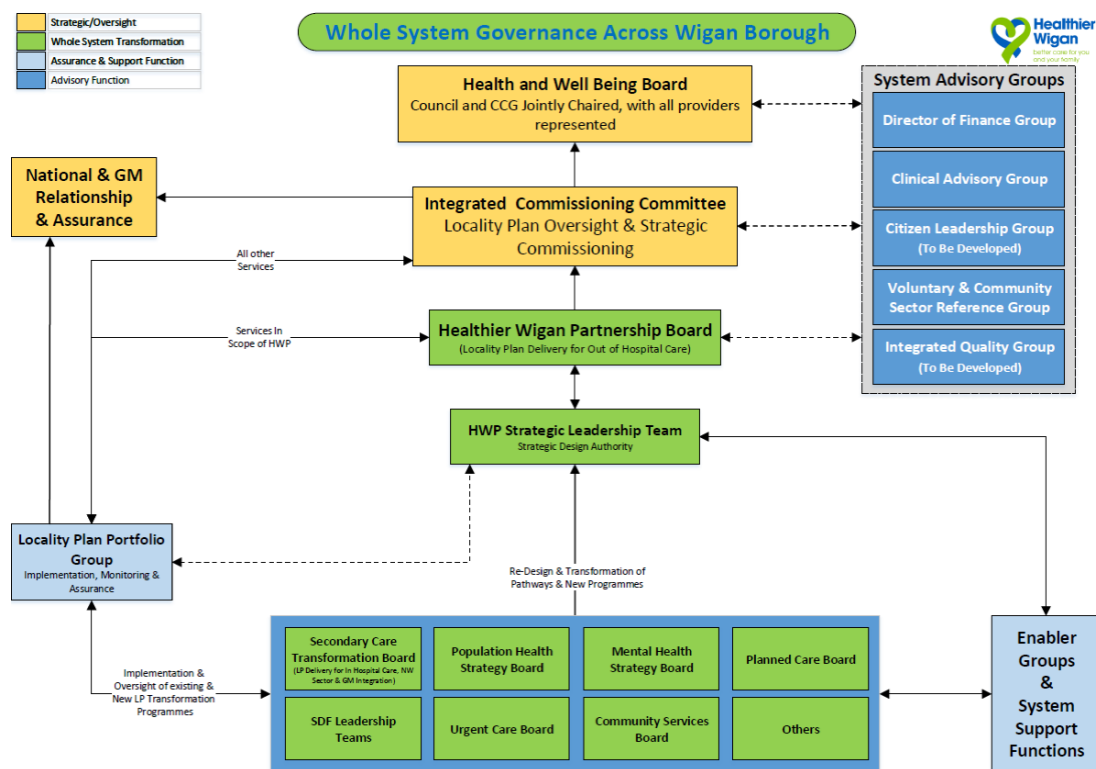 Strategic/Oversight
Whole System Transformation
Assurance & Support Function
Advisory Function
Whole System Governance Across Wigan Borough
Healthier
Wigan
better care for you
and your family
Health and Well Being Board
Council and CCG Jointly Chaired, with all providers
represented
System Advisory Groups
Director of Finance Group
Clinical Advisory Group
Citizen Leadership Group
(To Be Developed)
Voluntary & Community
Sector Reference Group
Integrated Quality Group
(To Be Developed)
National & GM
Relationship
& Assurance
Integrated Commissioning Committee
Locality Plan Oversight & Strategic
Commissioning
All other
Services
Services In
Scope of HWP
Healthier Wigan Partnership Board
(Locality Plan Delivery for Out of Hospital Care)
HWP Strategic Leadership Team
Strategic Design Authority
Locality Plan Portfolio
Group
Implementation, Monitoring &
Assurance
Re-Design & Transformation of
Pathways & New Programmes
Implementation &
Oversight of existing &
New LP Transformation
Programmes
Secondary Care
Transformation Board
(LP Delivery for In Hospital Care, NW
Sector & GM Integration)
Population Health
Strategy Board
Mental Health
Strategy Board
Planned Care Board
SDF Leadership
Teams
Urgent Care Board
Community Services
Board
Others
Enabler
Groups
&
System
Support
Functions